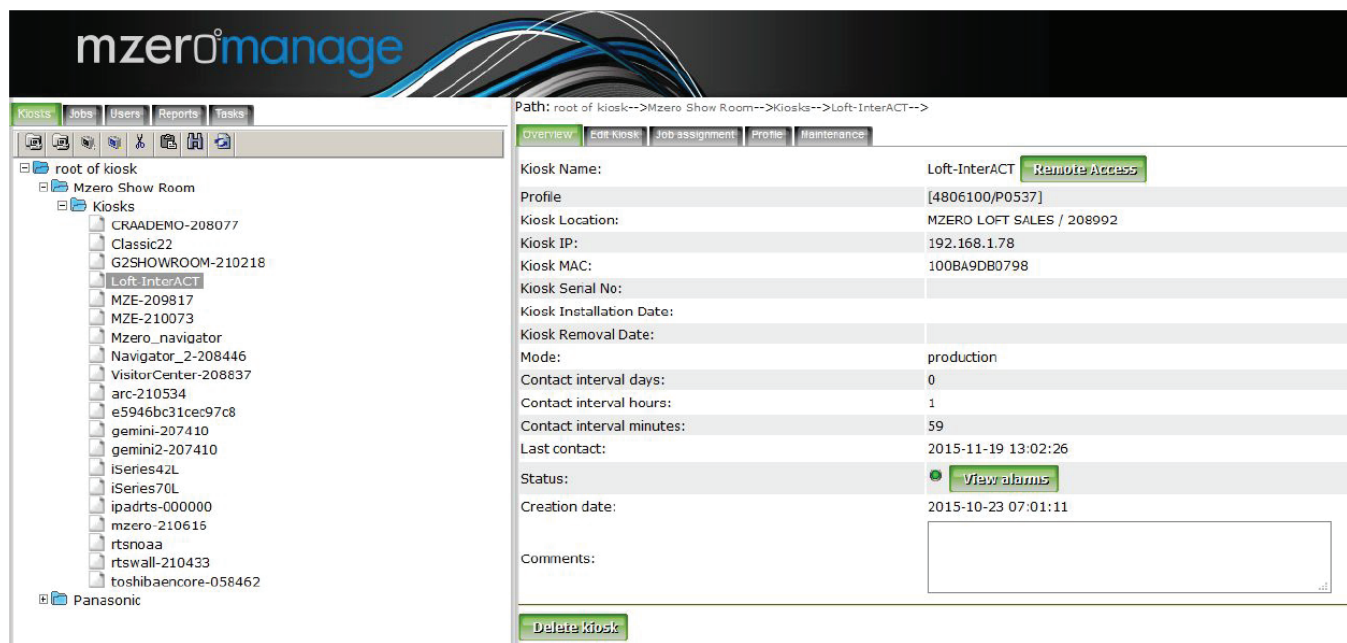 mzero°manage
Kiosks Jobs Users Reports Tasks
root of kiosk
Mzero Show Room
Kiosks
CRAADEMO-208077
Classic22
G2SHOWROOM-210218
Loft-InterACT
MZE-209817
MZE-210073
Mzero_navigator
Navigator_2-208446
VisitorCenter-208837
arc-210534
e5946bc31cec97c8
gemini-207410
gemini2-207410
iSeries42L
iSeries70L
ipadrts-000000
mzero-210616
rtsnoaa
rtswall-210433
toshibaencore-058462
Panasonic
Path: root of kiosk-->Mzero Show Room-->Kiosks-->Loft-InterACT-->
Overview Edit Kiosk Job assignment Profile Maintenance
Kiosk Name: Loft-InterACT Remote Access
Profile [4806100/P0537]
Kiosk Location: MZERO LOFT SALES / 208992
Kiosk IP: 192.168.1.78
Kiosk MAC: 100BA9DB0798
Kiosk Serial No:
Kiosk Installation Date:
Kiosk Removal Date:
Mode: production
Contact interval days: 0
Contact interval hours: 1
Contact interval minutes: 59
Last contact: 2015-11-19 13:02:26
Status: View alarms
Creation date: 2015-10-23 07:01:11
Comments:
Delete kiosk